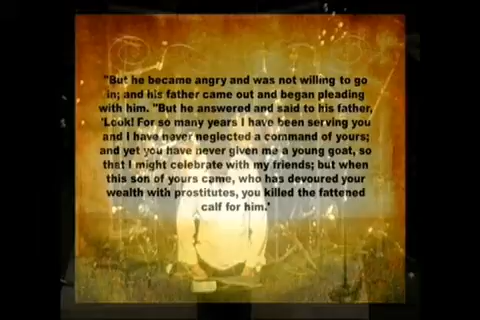 "But he became angry and was not willing to go
in; and his father came out and began pleading
with him. "But he answered and said to his father,
'Look! For so many years I have been serving you
and I have never neglected a command of yours;
and yet you have never given me a young goat, so
that I might celebrate with my friends; but when
this son of yours came, who has devoured your
wealth with prostitutes, you killed the fattened
calf for him.'